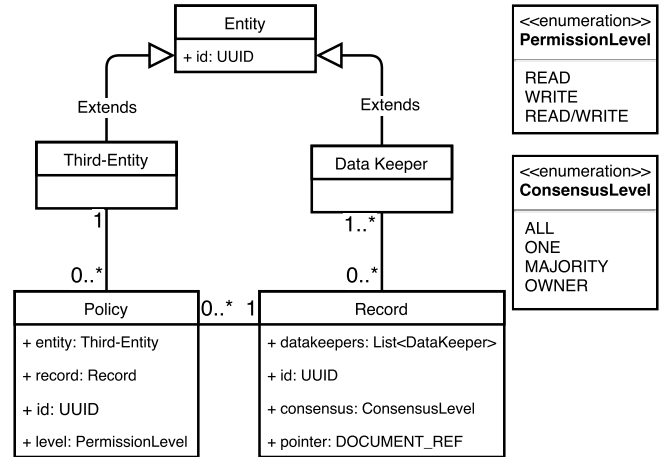 Entity
+ id: UUID
Extends
Extends
Third-Entity
Data Keeper
1
1..*
0..*
0..*
Policy
0..*
1
Record
+ entity: Third-Entity
+ record: Record
+ id: UUID
+ level: PermissionLevel
+ datakeepers: List<DataKeeper>
+ id: UUID
+ consensus: ConsensusLevel
+ pointer: DOCUMENT_REF
<<enumeration>>
PermissionLevel
READ
WRITE
READ/WRITE
<<enumeration>>
ConsensusLevel
ALL
ONE
MAJORITY
OWNER